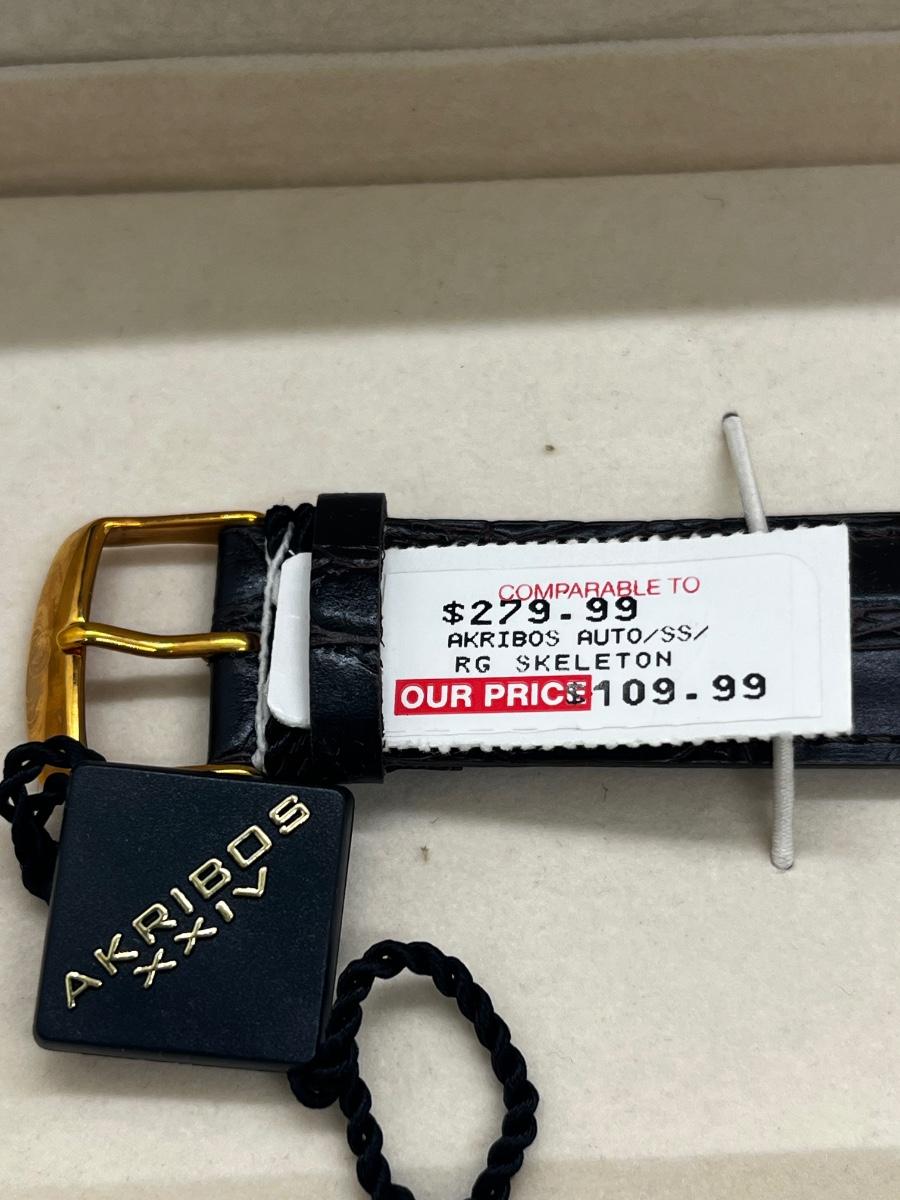 COMPARABLE TO
$279.99
AKRIBOS AUTO/SS/
RG SKELETON
OUR PRICE $109.99
AKRIBOS
XXIV